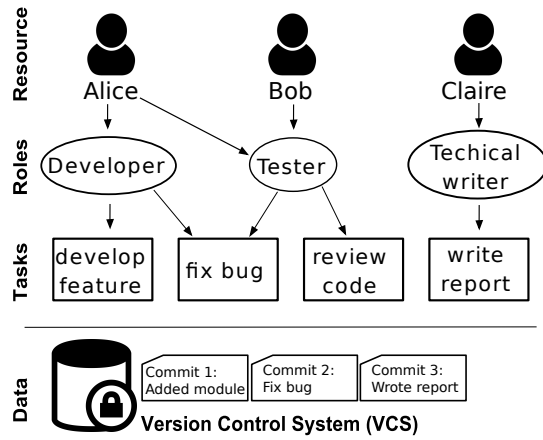 Resource
Alice
Bob
Claire
Roles
Developer
Tester
Techical
writer
Tasks
develop
feature
fix bug
review
code
write
report
Data
Commit 1:
Added module
Commit 2:
Fix bug
Commit 3:
Wrote report
Version Control System (VCS)